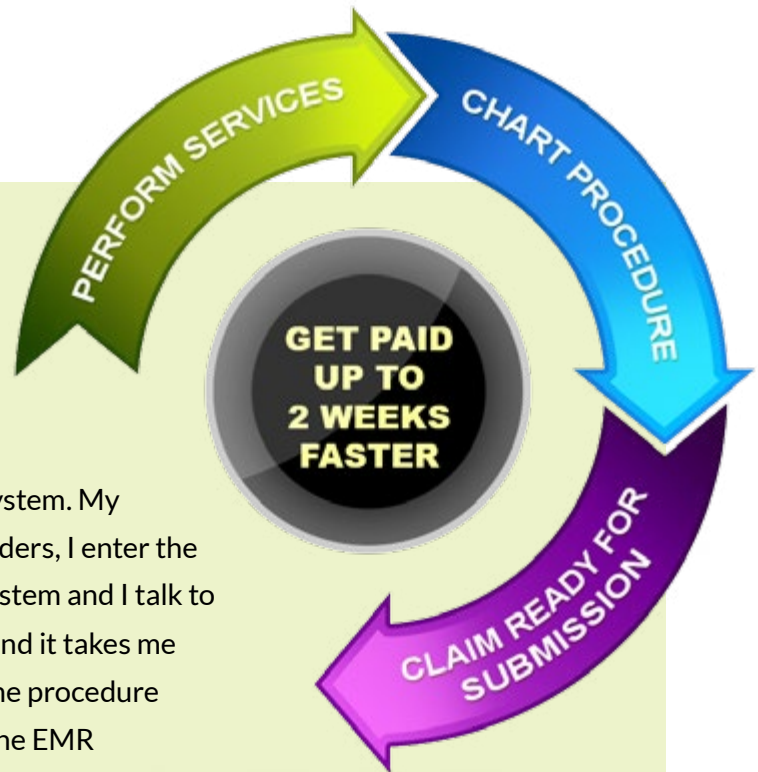 PERFORM SERVICES
CHART PROCEDURE
GET PAID
UP TO
2 WEEKS
FASTER
CLAIM READY FOR
SUBMISSION
ystem. My
ders, I enter the
stem and I talk to
nd it takes me
ne procedure
he EMR